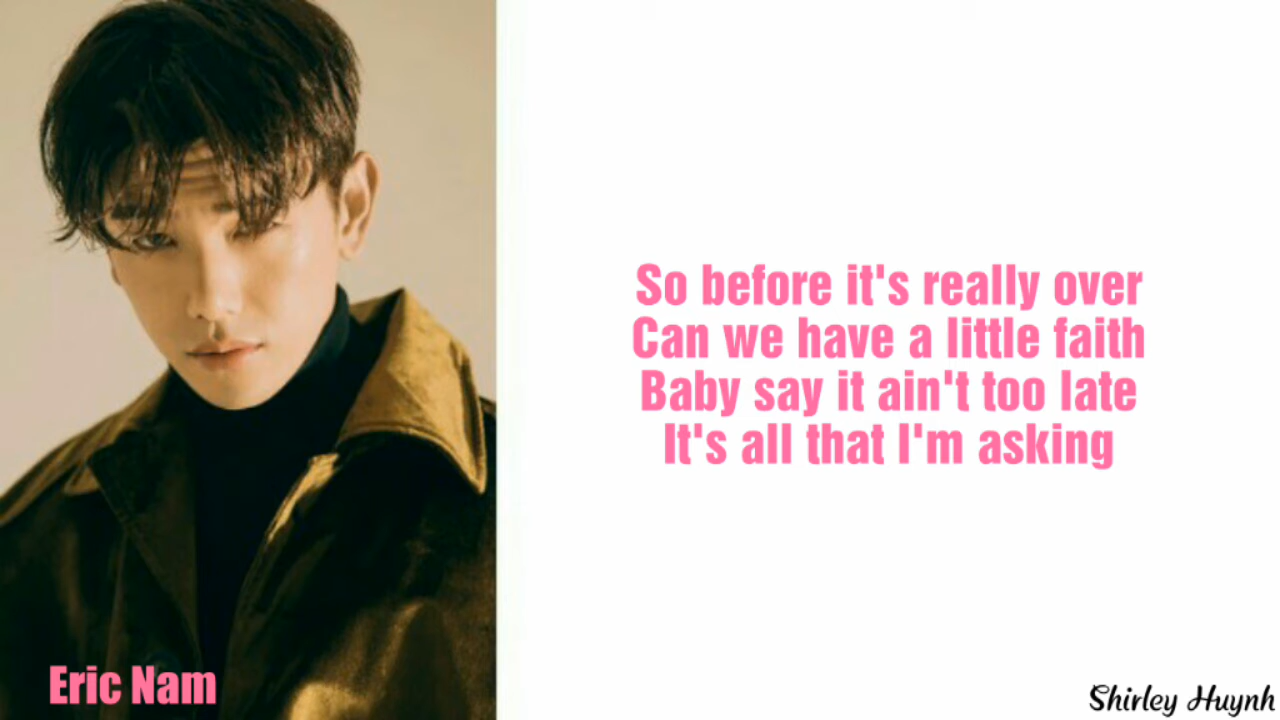 So before it's really over
Can we have a little faith
Baby say it ain't too late
It's all that I'm asking
Eric Nam
Shirley Huynh